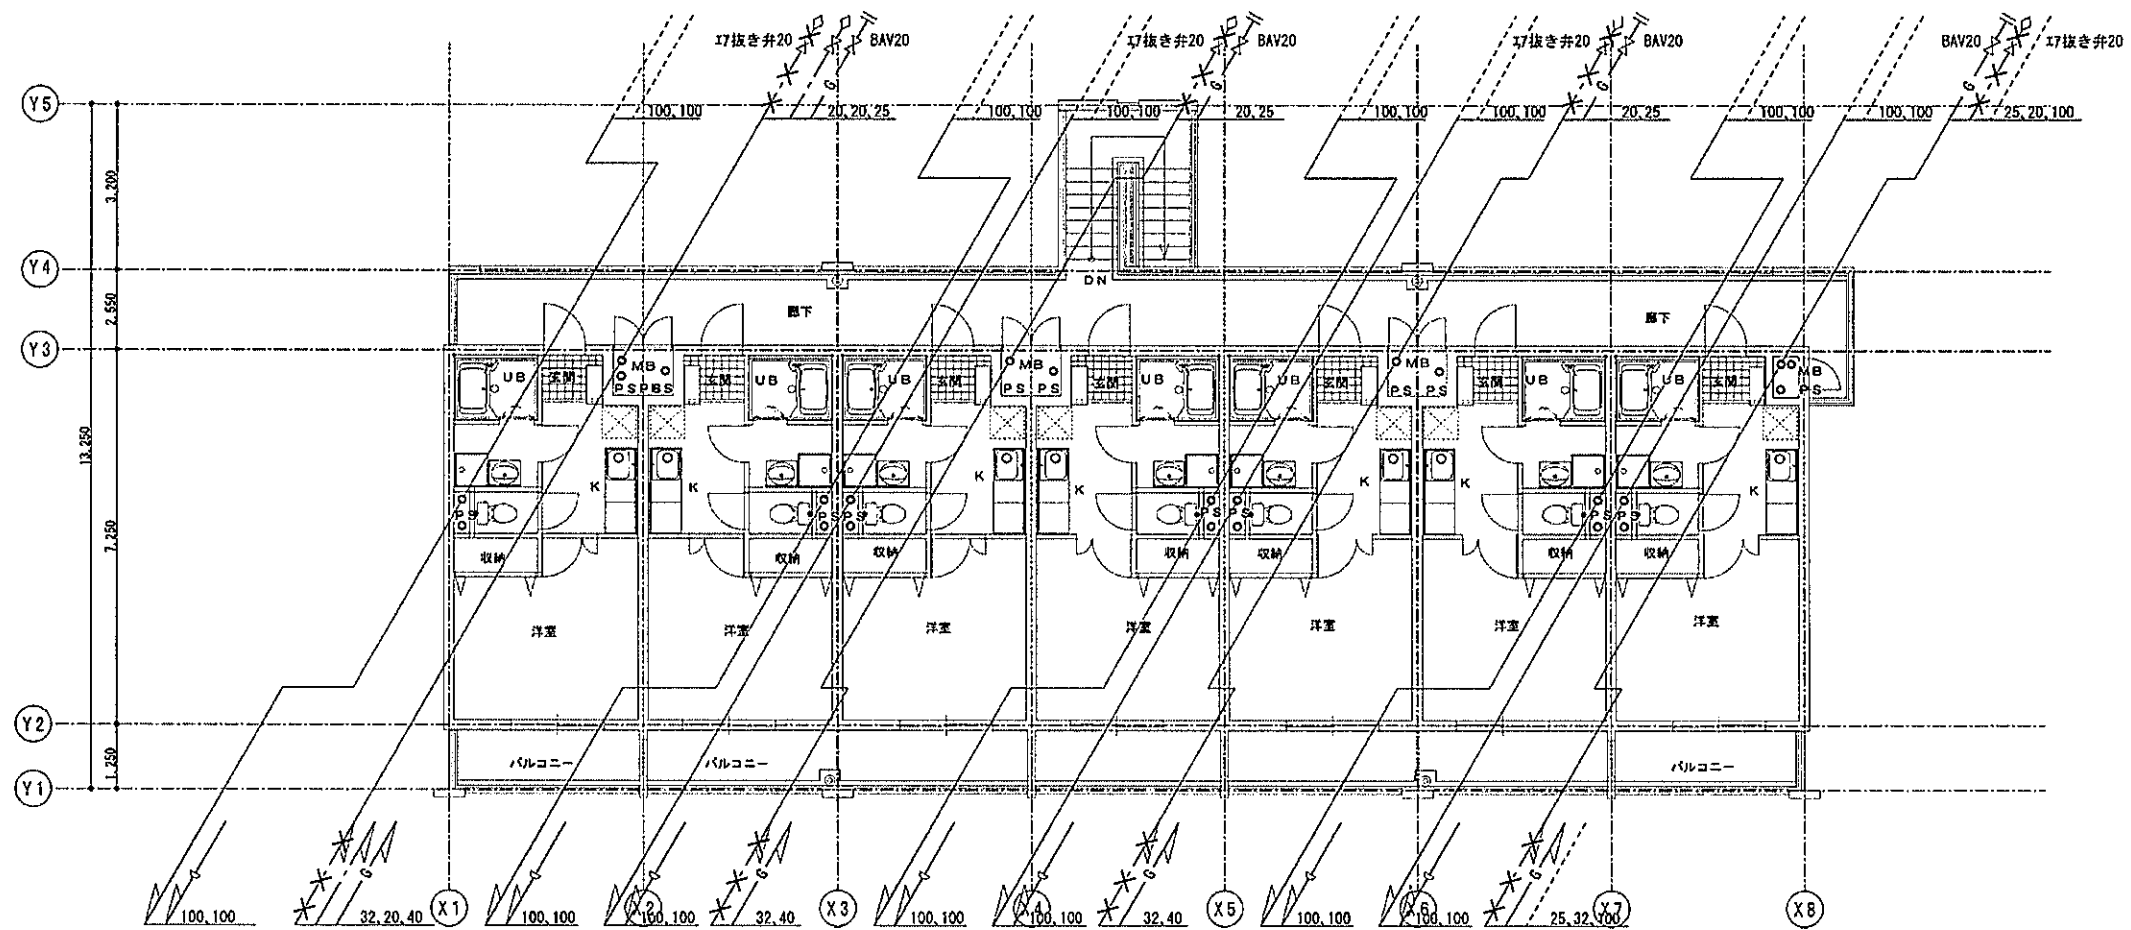 ｴｱ抜き弁20 BAV20 ｴｱ抜き弁20 BAV20 ｴｱ抜き弁20 BAV20 BAV20 ｴｱ抜き弁20
G G G G
Y5 100,100 20,20,25 100,100 100,100 20,25 100,100 100,100 20,25 100,100 100,100 25,20,100
3,200
Y4
DN
2,550 廊下 廊下
Y3
UB 玄関 MB 玄関 UB UB 玄関 MB 玄関 UB UB 玄関 MB 玄関 UB UB 玄関 MB
PS PBS PS PS PS PS PS
13,250
K K K K K K K
7,250 PS PS PS PS PS PS PS
収納 収納 収納 収納 収納 収納 収納
洋室 洋室 洋室 洋室 洋室 洋室 洋室
Y2
1,250 バルコニー バルコニー バルコニー
Y1
G G G G
X1 X2 X3 X4 X5 X6 X7 X8
100,100 32,20,40 100,100 100,100 32,40 100,100 100,100 32,40 100,100 100,100 25,32,100